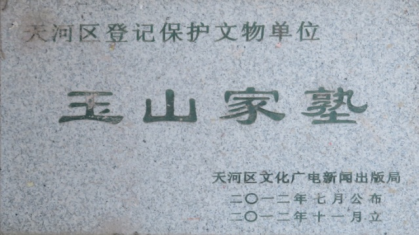 天河区登记保护文物单位
玉山家塾
天河区文化广电新闻出版局
二〇一二年七月公布
二〇一二年十一月立